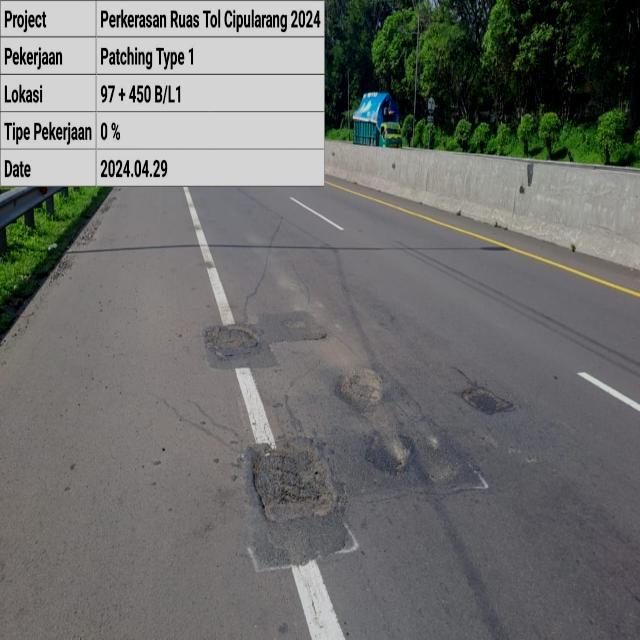 Project Perkerasan Ruas Tol Cipularang 2024
Pekerjaan Patching Type 1
Lokasi 97 + 450 B/L1
Tipe Pekerjaan 0 %
Date 2024.04.29